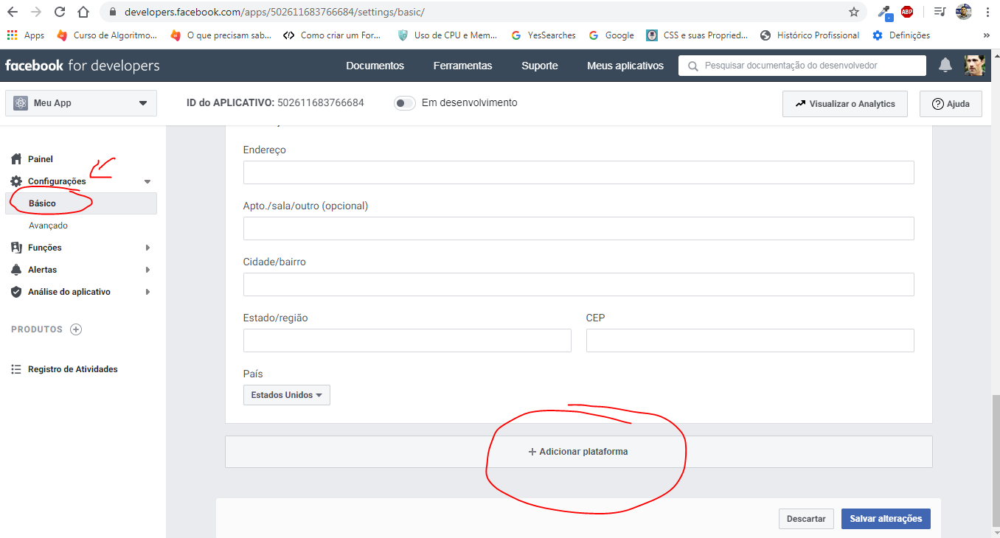 developers.facebook.com/apps/502611683766684/settings/basic/
ABP
Apps Curso de Algoritmo... O que precisam sab... Como criar um For... Uso de CPU e Mem... YesSearches Google CSS e suas Propried... Histórico Profissional Definições »
facebook for developers Documentos Ferramentas Suporte Meus aplicativos Pesquisar documentação do desenvolvedor
Meu App ID do APLICATIVO: 502611683766684 Em desenvolvimento Visualizar o Analytics Ajuda
Painel
Configurações
Básico
Avançado
Funções
Alertas
Análise do aplicativo
PRODUTOS
Registro de Atividades
Endereço
Apto./sala/outro (opcional)
Cidade/bairro
Estado/região CEP
País
Estados Unidos
+ Adicionar plataforma
Descartar Salvar alterações